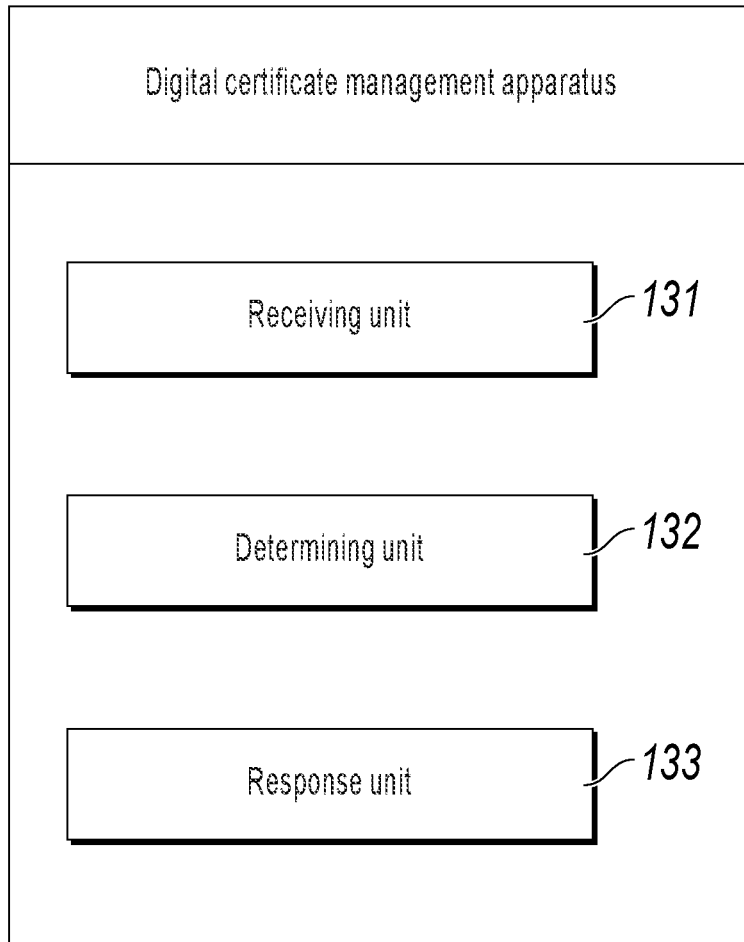 Digital certificate management apparatus
Receiving unit
131
Determining unit
132
Response unit
133